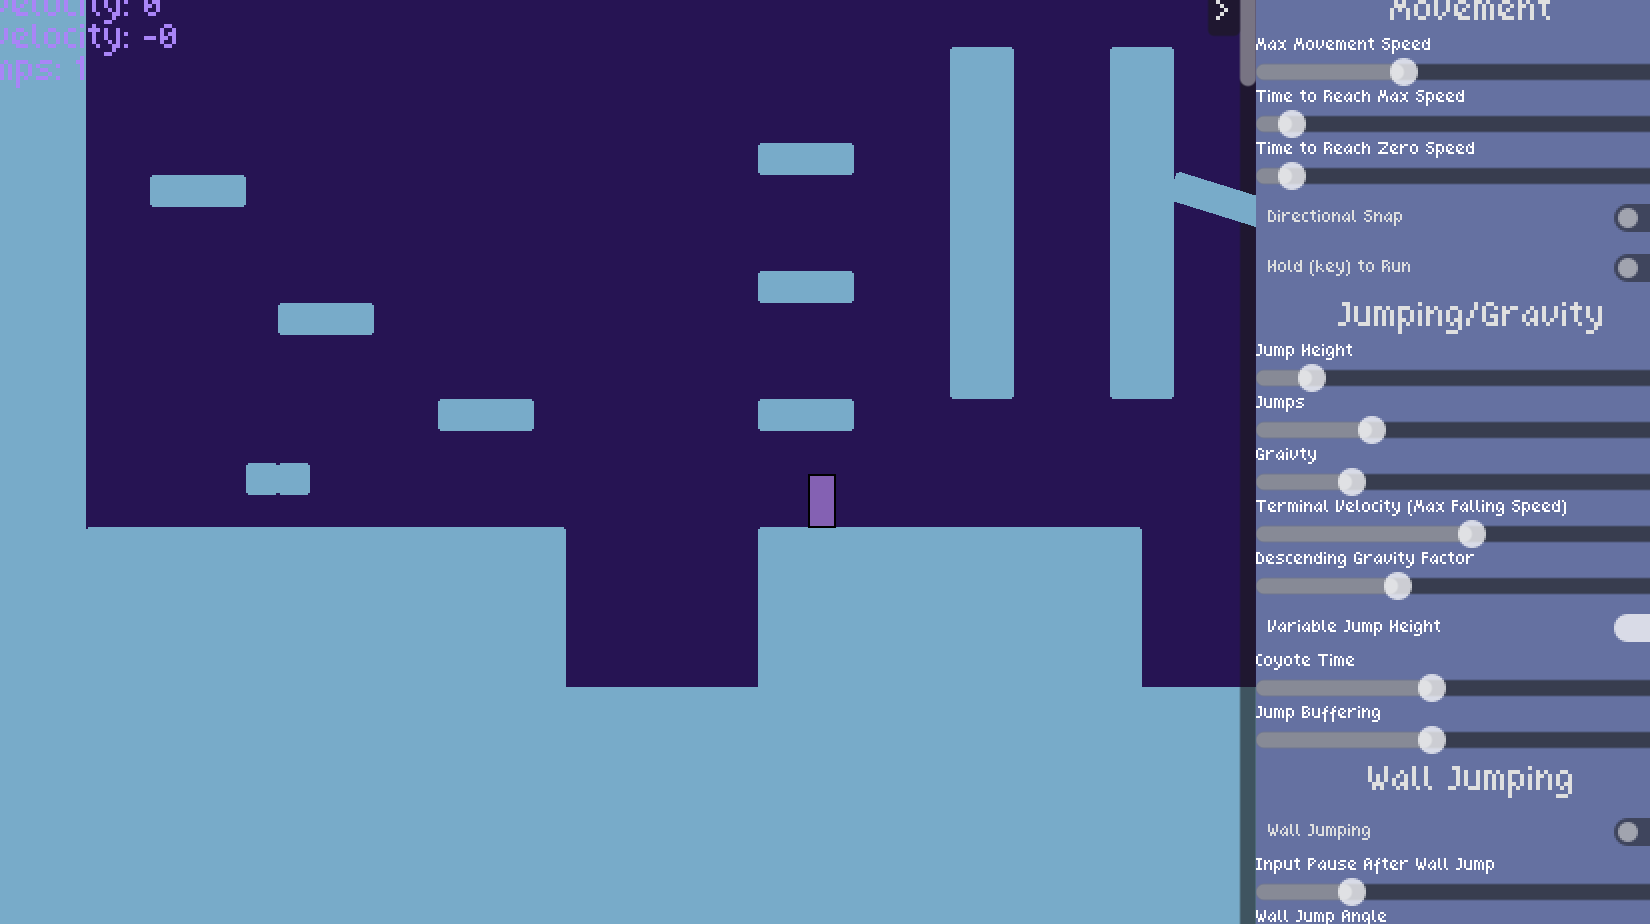 velocity: 0
velocity: -0
mps: 1
>
Movement
Max Movement Speed
Time to Reach Max Speed
Time to Reach Zero Speed
Directional Snap
Hold (key) to Run
Jumping/Gravity
Jump Height
Jumps
Graivty
Terminal Velocity (Max Falling Speed)
Descending Gravity Factor
Variable Jump Height
Coyote Time
Jump Buffering
Wall Jumping
Wall Jumping
Input Pause After Wall Jump
Wall Jump Angle